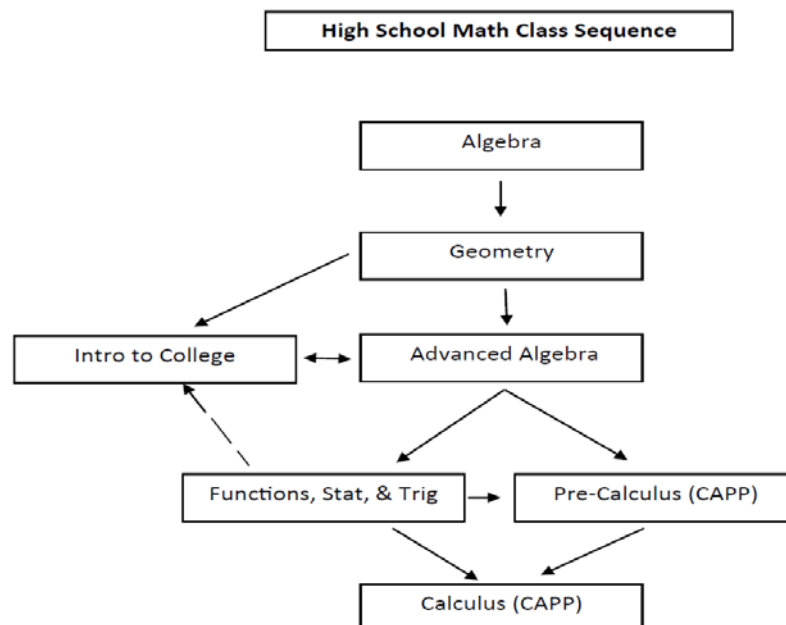 High School Math Class Sequence
Algebra
Geometry
Intro to College
Advanced Algebra
Functions, Stat, & Trig
Pre-Calculus (CAPP)
Calculus (CAPP)